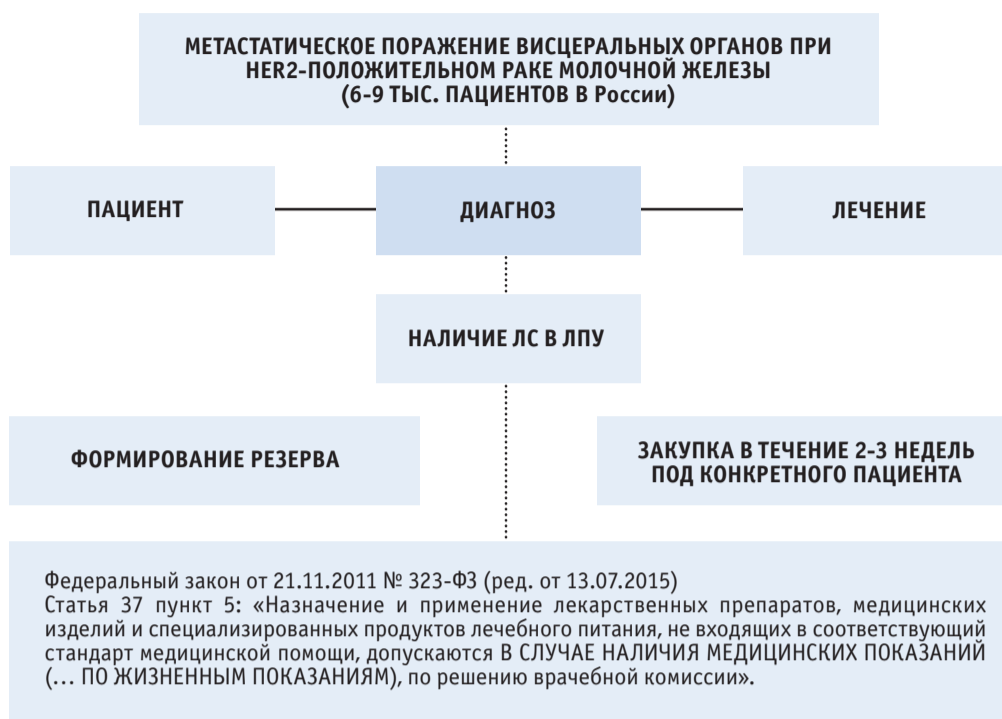 МЕТАСТАТИЧЕСКОЕ ПОРАЖЕНИЕ ВИСЦЕРАЛЬНЫХ ОРГАНОВ ПРИ
HER2-ПОЛОЖИТЕЛЬНОМ РАКЕ МОЛОЧНОЙ ЖЕЛЕЗЫ
(6-9 ТЫС. ПАЦИЕНТОВ В России)
ПАЦИЕНТ
ДИАГНОЗ
ЛЕЧЕНИЕ
НАЛИЧИЕ ЛС В ЛПУ
ФОРМИРОВАНИЕ РЕЗЕРВА
ЗАКУПКА В ТЕЧЕНИЕ 2-3 НЕДЕЛЬ
ПОД КОНКРЕТНОГО ПАЦИЕНТА
Федеральный закон от 21.11.2011 № 323-ФЗ (ред. от 13.07.2015)
Статья 37 пункт 5: «Назначение и применение лекарственных препаратов, медицинских
изделий и специализированных продуктов лечебного питания, не входящих в соответствующий
стандарт медицинской помощи, допускаются В СЛУЧАЕ НАЛИЧИЯ МЕДИЦИНСКИХ ПОКАЗАНИЙ
(... ПО ЖИЗНЕННЫМ ПОКАЗАНИЯМ), по решению врачебной комиссии».